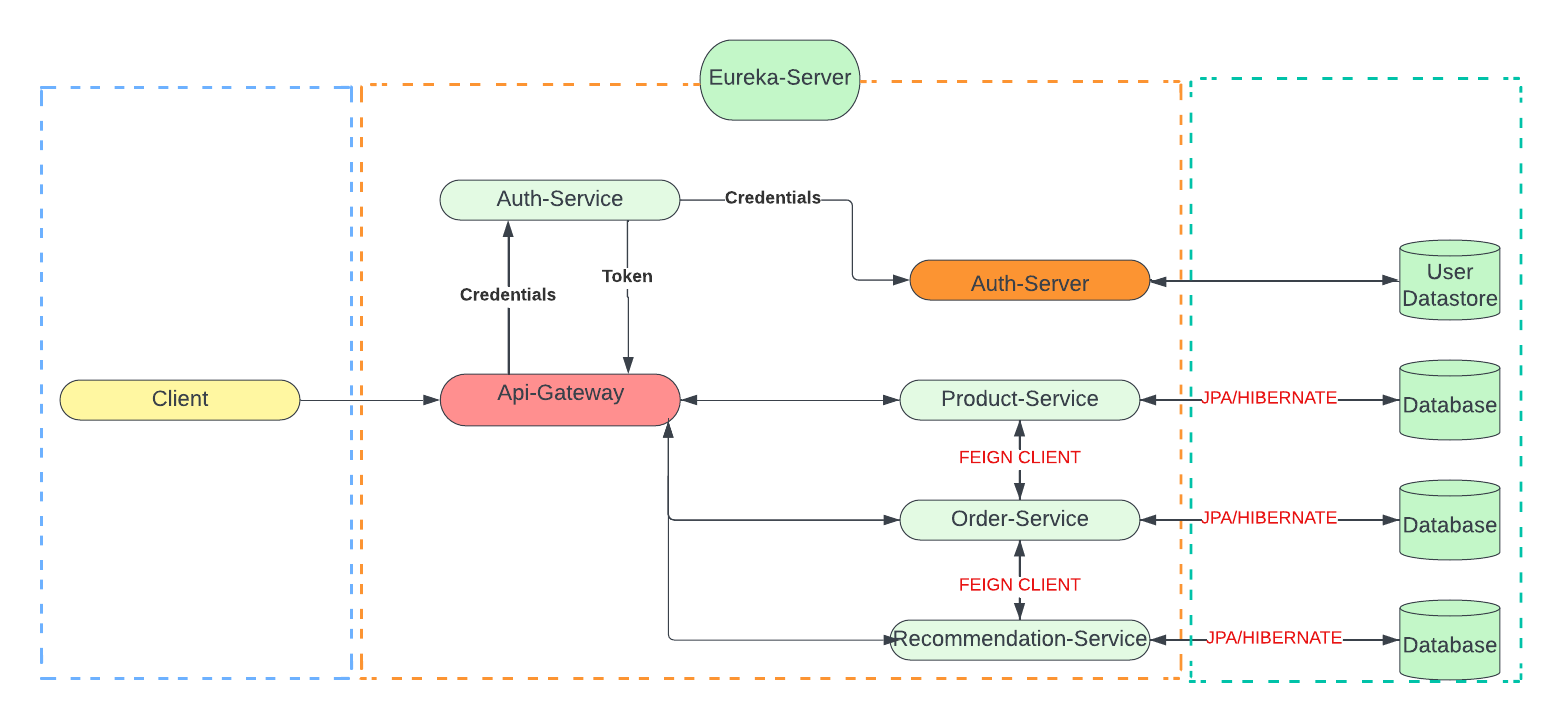 Eureka-Server
Auth-Service
Credentials
Token
Credentials
Auth-Server
User
Datastore
Client
Api-Gateway
Product-Service
JPA/HIBERNATE
Database
FEIGN CLIENT
Order-Service
JPA/HIBERNATE
Database
FEIGN CLIENT
Recommendation-Service
JPA/HIBERNATE
Database